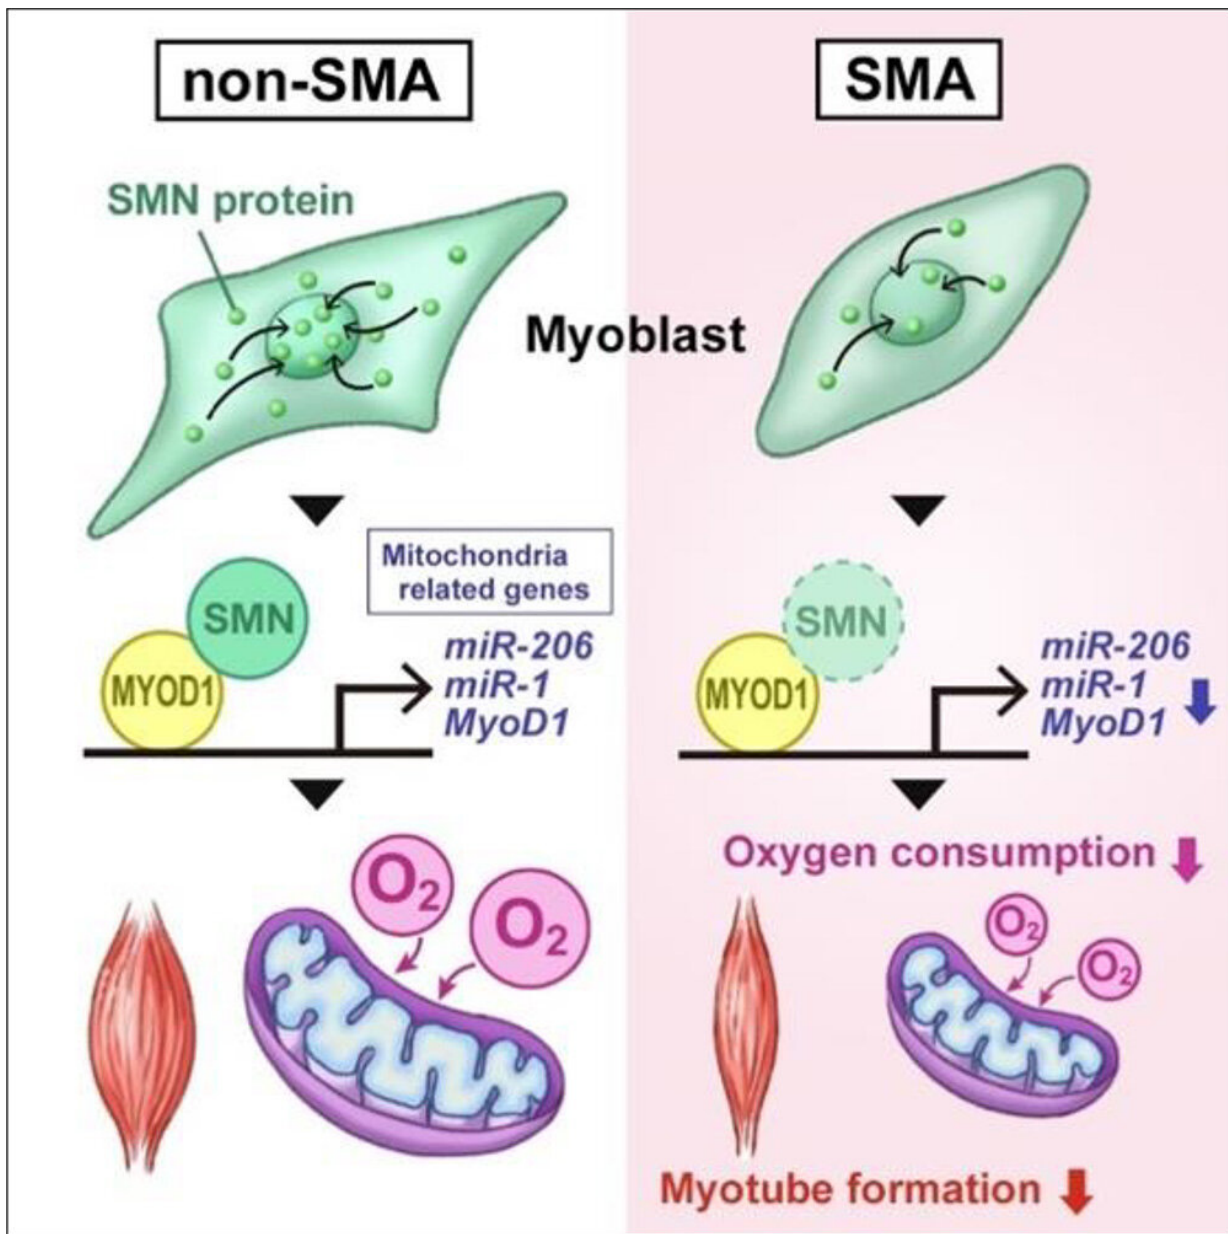 non-SMA
SMA
SMN protein
Myoblast
Mitochondria
related genes
SMN
MYOD1
miR-206
miR-1
MyoD1
SMN
MYOD1
miR-206
miR-1
MyoD1
O2
O2
Oxygen consumption
O2
O2
Myotube formation